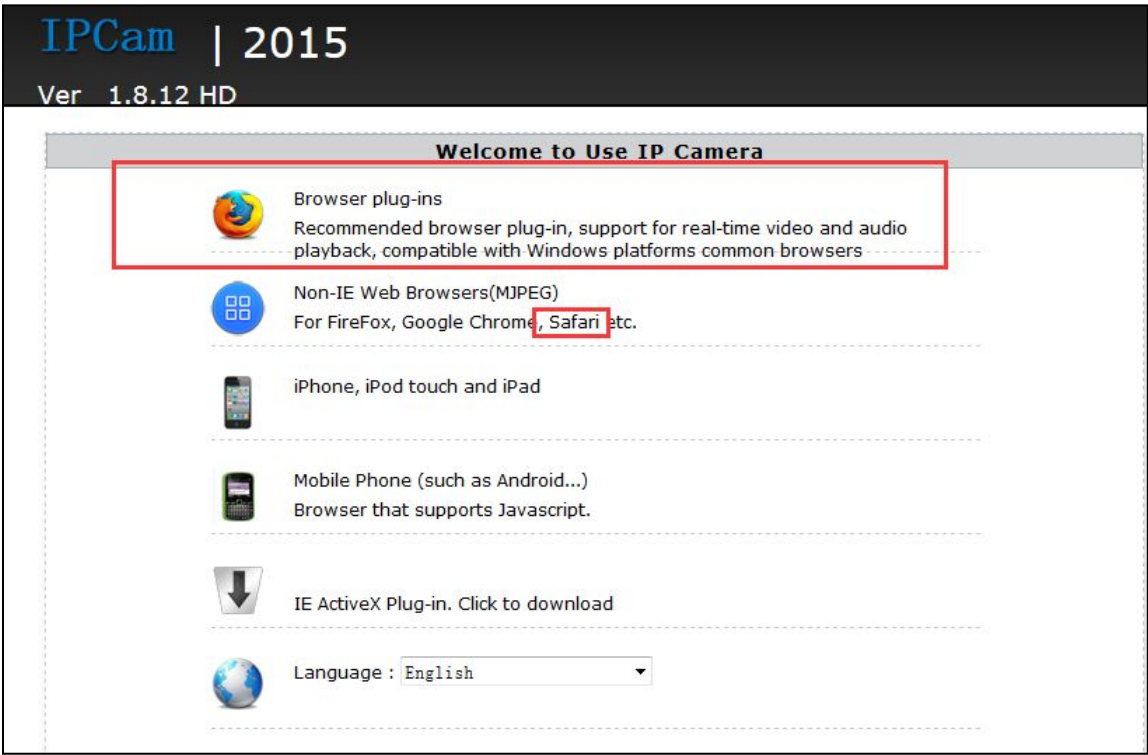 IPCam | 2015
Ver 1.8.12 HD
Welcome to Use IP Camera
Browser plug-ins
Recommended browser plug-in, support for real-time video and audio
playback, compatible with Windows platforms common browsers
Non-IE Web Browsers(MJPEG)
For FireFox, Google Chrome, Safari etc.
iPhone, iPod touch and iPad
Mobile Phone (such as Android...)
Browser that supports Javascript.
IE ActiveX Plug-in. Click to download
Language : English